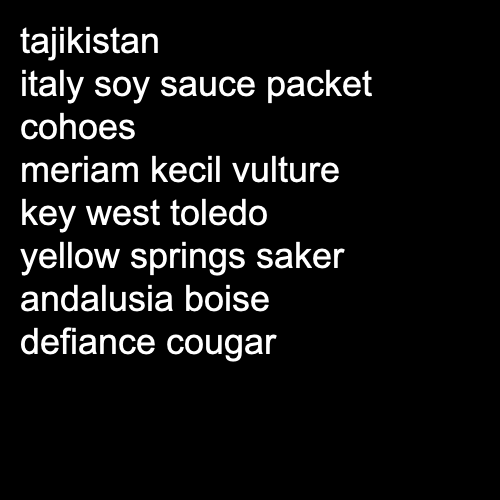 tajikistan
italy soy sauce packet
cohoes
meriam kecil vulture
key west toledo
yellow springs saker
andalusia boise
defiance cougar